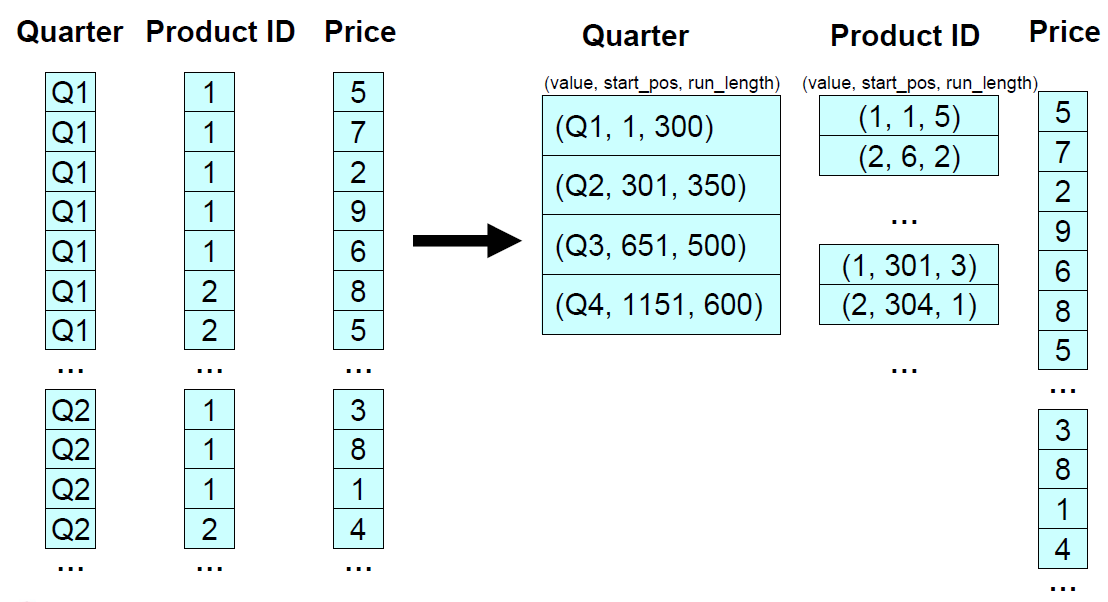 Quarter Product ID Price
Q1 1 5
Q1 1 7
Q1 1 2
Q1 1 9
Q1 1 6
Q1 2 8
Q1 2 5
... ... ...
Q2 1 3
Q2 1 8
Q2 1 1
Q2 2 4
... ... ...
Quarter
(value, start_pos, run_length)
(Q1, 1, 300)
(Q2, 301, 350)
(Q3, 651, 500)
(Q4, 1151, 600)
Product ID
(value, start_pos, run_length)
(1, 1, 5)
(2, 6, 2)
...
(1, 301, 3)
(2, 304, 1)
...
Price
5
7
2
9
6
8
5
...
3
8
1
4
...